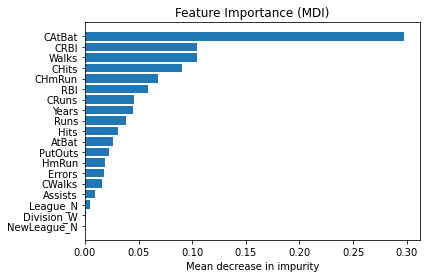 Feature Importance (MDI)
CAtBat
CRBI
Walks
CHits
CHmRun
RBI
CRuns
Years
Runs
Hits
AtBat
PutOuts
HmRun
Errors
CWalks
Assists
League_N
Division_W
NewLeague_N
0.00 0.05 0.10 0.15 0.20 0.25 0.30
Mean decrease in impurity